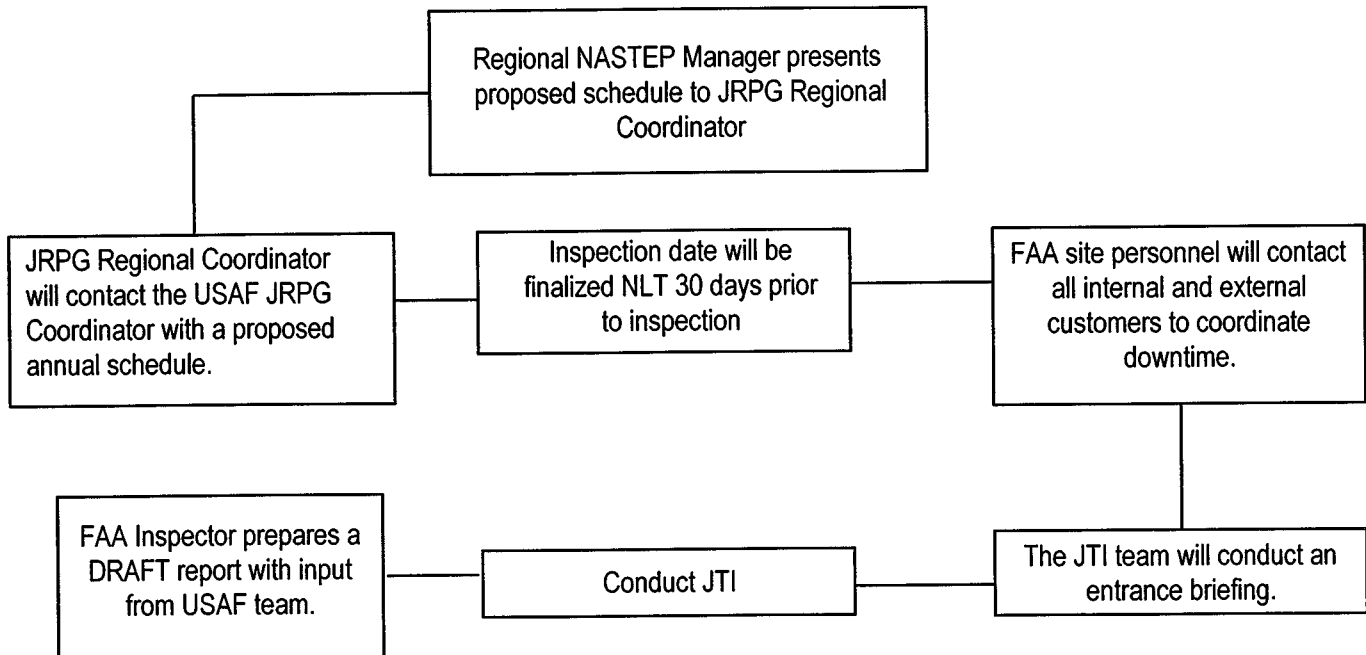 Regional NASTEP Manager presents
proposed schedule to JRPG Regional
Coordinator
JRPG Regional Coordinator
will contact the USAF JRPG
Coordinator with a proposed
annual schedule.
Inspection date will be
finalized NLT 30 days prior
to inspection
FAA site personnel will contact
all internal and external
customers to coordinate
downtime.
The JTI team will conduct an
entrance briefing.
Conduct JTI
FAA Inspector prepares a
DRAFT report with input
from USAF team.